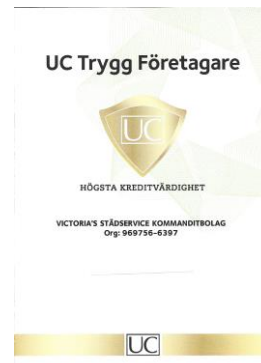 UC Trygg Företagare
UC
HÖGSTA KREDITVÄRDIGHET
VICTORIA'S STÄDSERVICE KOMMANDITBOLAG
Org: 969756-6397
UC